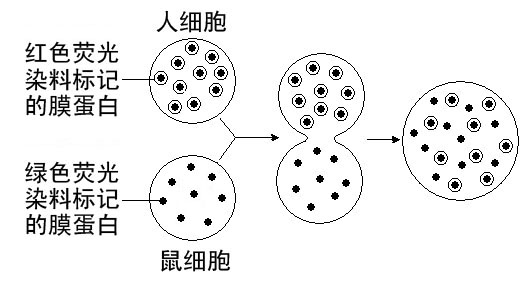 人细胞
红色荧光
染料标记
的膜蛋白
绿色荧光
染料标记
的膜蛋白
鼠细胞